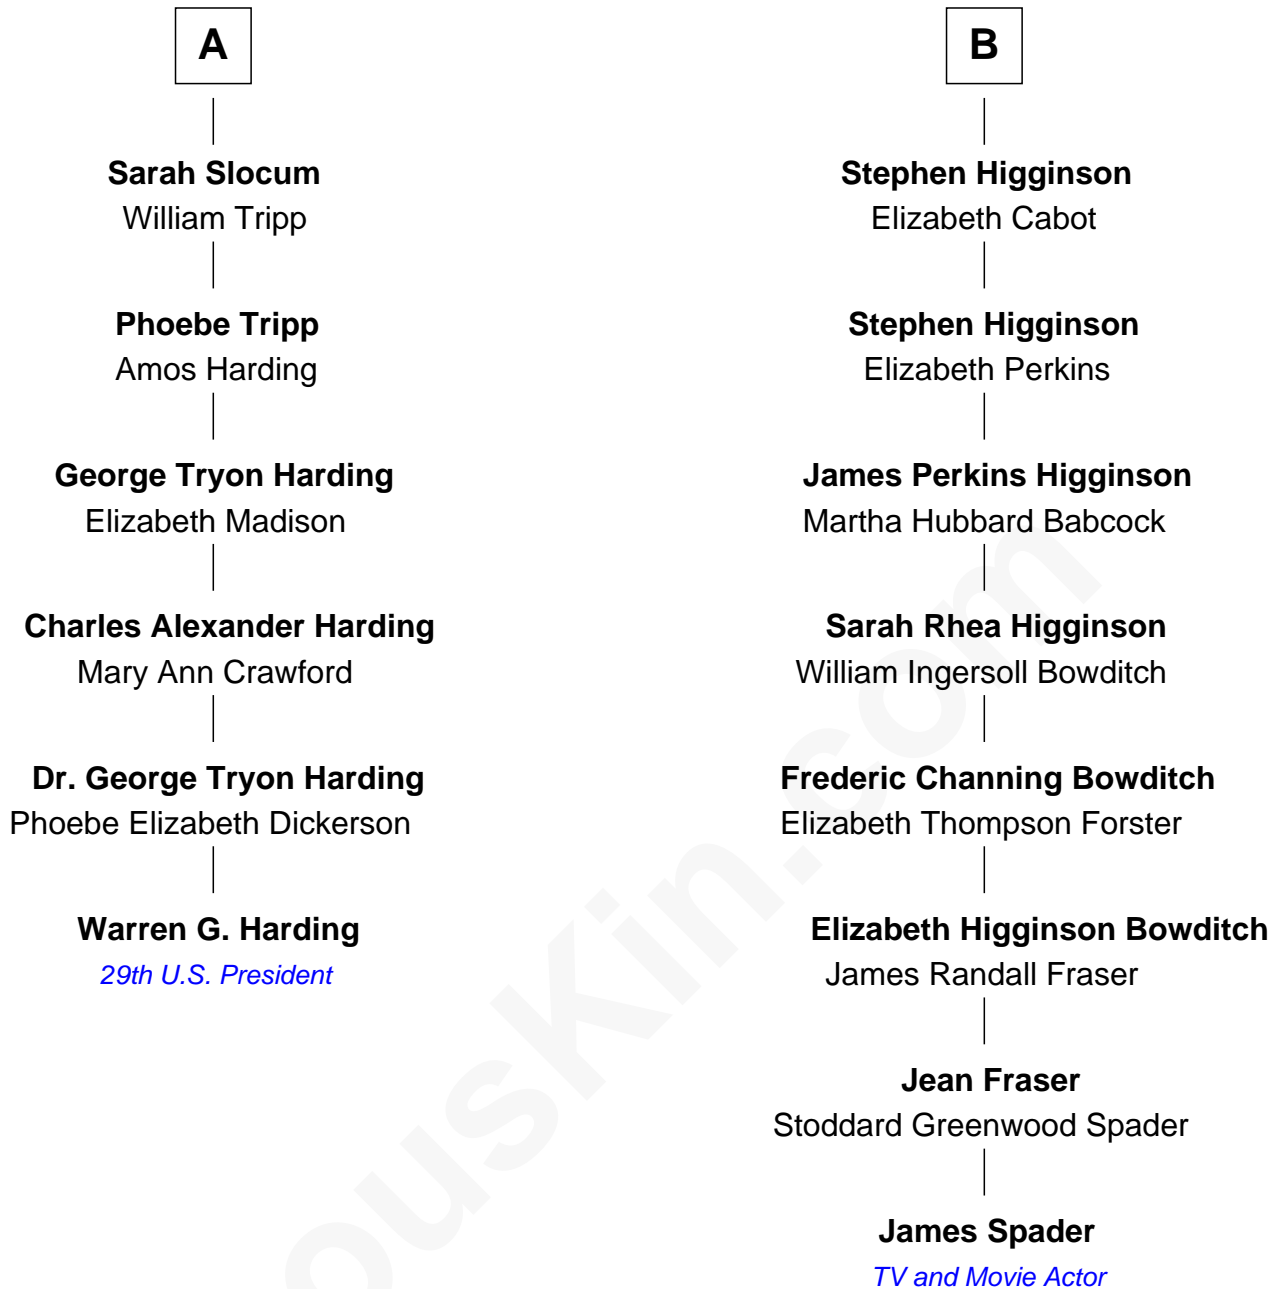 A
Sarah Slocum
William Tripp
Phoebe Tripp
Amos Harding
George Tryon Harding
Elizabeth Madison
Charles Alexander Harding
Mary Ann Crawford
Dr. George Tryon Harding
Phoebe Elizabeth Dickerson
Warren G. Harding
29th U.S. President
B
Stephen Higginson
Elizabeth Cabot
Stephen Higginson
Elizabeth Perkins
James Perkins Higginson
Martha Hubbard Babcock
Sarah Rhea Higginson
William Ingersoll Bowditch
Frederic Channing Bowditch
Elizabeth Thompson Forster
Elizabeth Higginson Bowditch
James Randall Fraser
Jean Fraser
Stoddard Greenwood Spader
James Spader
TV and Movie Actor
ousKin.com